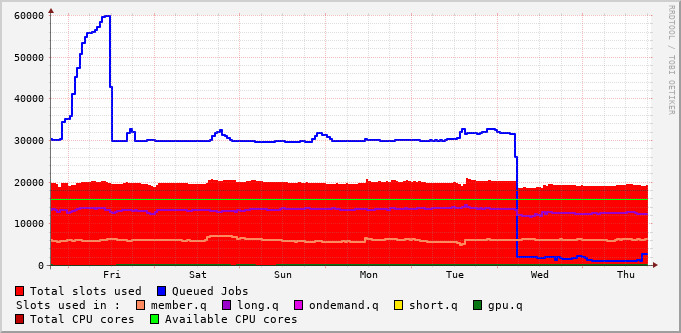 RRDTOOL / TOBI OETIKER
60000
50000
40000
30000
20000
10000
0
Fri Sat Sun Mon Tue Wed Thu
Total slots used Queued Jobs
Slots used in : member.q long.q ondemand.q short.q gpu.q
Total CPU cores Available CPU cores